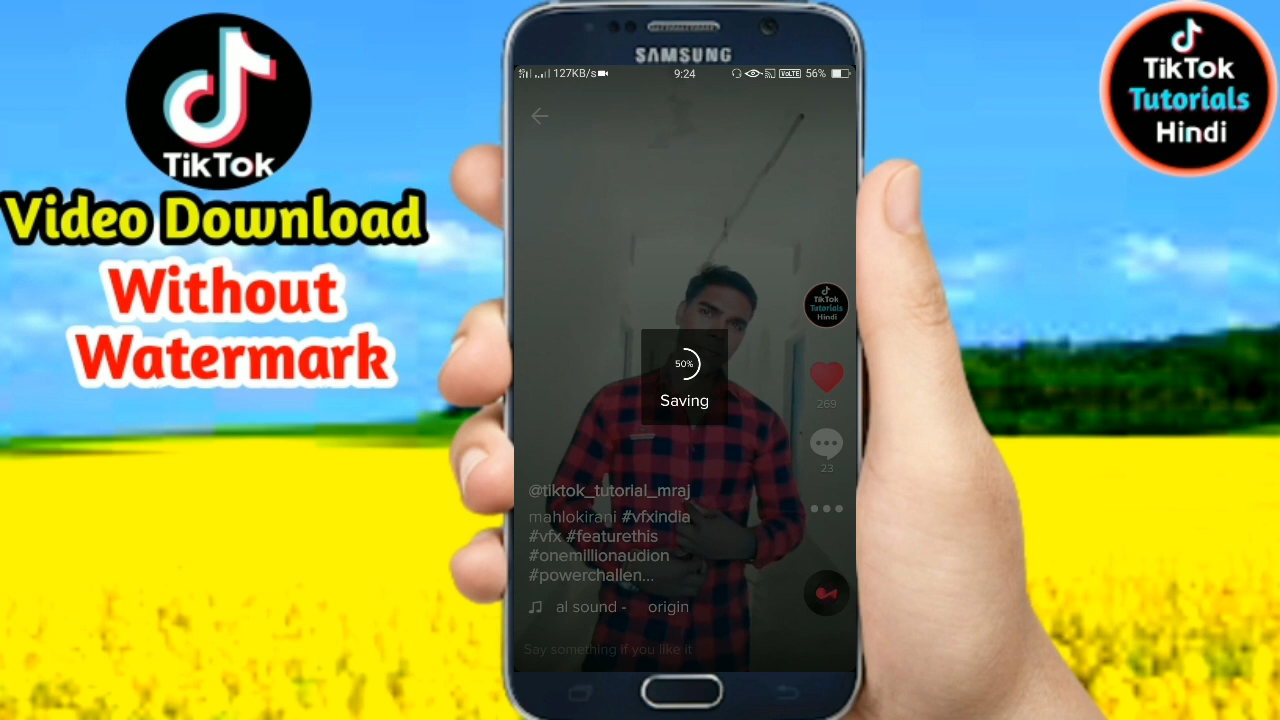 TikTok
Video Download
Without
Watermark
SAMSUNG
127KB/s
9:24
VoLTE
56%
50%
Saving
269
23
@tiktok_tutorial_mraj
mahlokirani #vfxindia
#vfx #featurethis
#onemillionaudion
#powerchallen...
al sound - origin
Say something if you like it
TikTok
Tutorials
Hindi
TikTok
Tutorials
Hindi